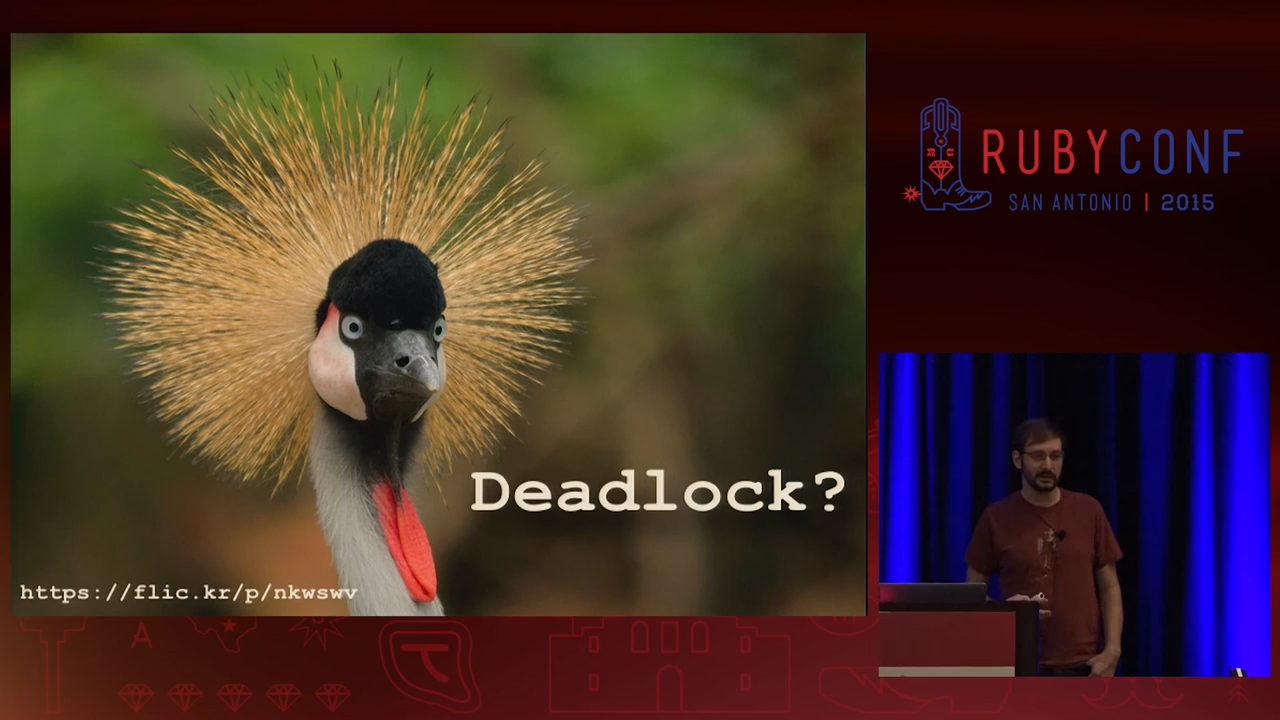 Deadlock?
https://flic.kr/p/nkwswv
RUBYCONF
SAN ANTONIO | 2015
A